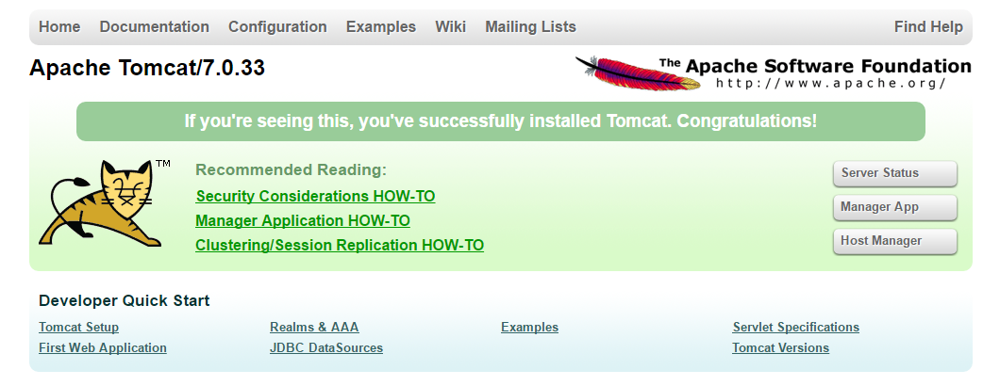 Home Documentation Configuration Examples Wiki Mailing Lists Find Help
Apache Tomcat/7.0.33
The Apache Software Foundation
http://www.apache.org/
If you're seeing this, you've successfully installed Tomcat. Congratulations!
TM
Recommended Reading:
Security Considerations HOW-TO
Manager Application HOW-TO
Clustering/Session Replication HOW-TO
Server Status
Manager App
Host Manager
Developer Quick Start
Tomcat Setup Realms & AAA Examples Servlet Specifications
First Web Application JDBC DataSources Tomcat Versions